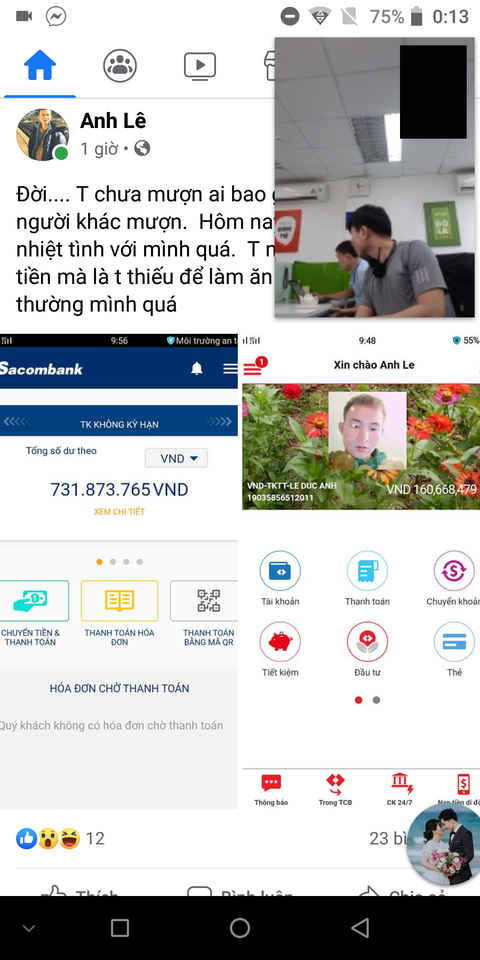 75% 0:13
Anh Lê
1 giờ
Đời.... T chưa mượn ai bao
người khác mượn. Hôm na
nhiệt tình với mình quá. T
tiền mà là t thiếu để làm ăn
thường mình quá
9:56 Môi trường an t
Sacombank
TK KHÔNG KỲ HẠN
Tổng số dư theo
VND
731.873.765 VND
XEM CHI TIẾT
CHUYỂN TIỀN &
THANH TOÁN
THANH TOÁN HÓA
ĐƠN
THANH TOÁN
BẰNG MÃ QR
HÓA ĐƠN CHỜ THANH TOÁN
Quý khách không có hóa đơn chờ thanh toán
9:48 55%
1
Xin chào Anh Le
VND-TKTT-LE DUC ANH
19035856512011
VND 160,668,479
Tài khoản
Thanh toán
Chuyển khoản
Tiết kiệm
Đầu tư
Thẻ
Thông báo
Trong TCB
CK 24/7
Nạp tiền di độ
12
23 bì
Thích
Bình luận
Chia sẻ